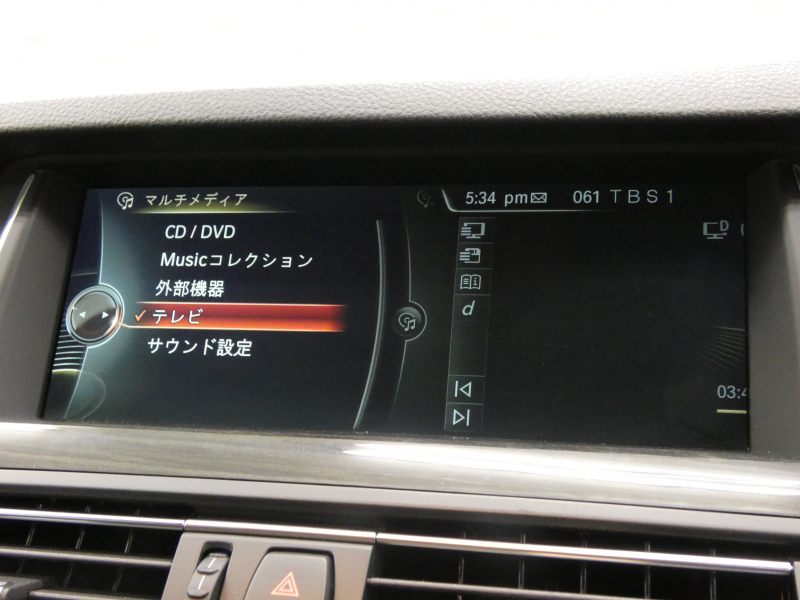 マルチメディア
CD / DVD
Musicコレクション
外部機器
テレビ
サウンド設定
5:34 pm
061 TBS1
d
D
03:4